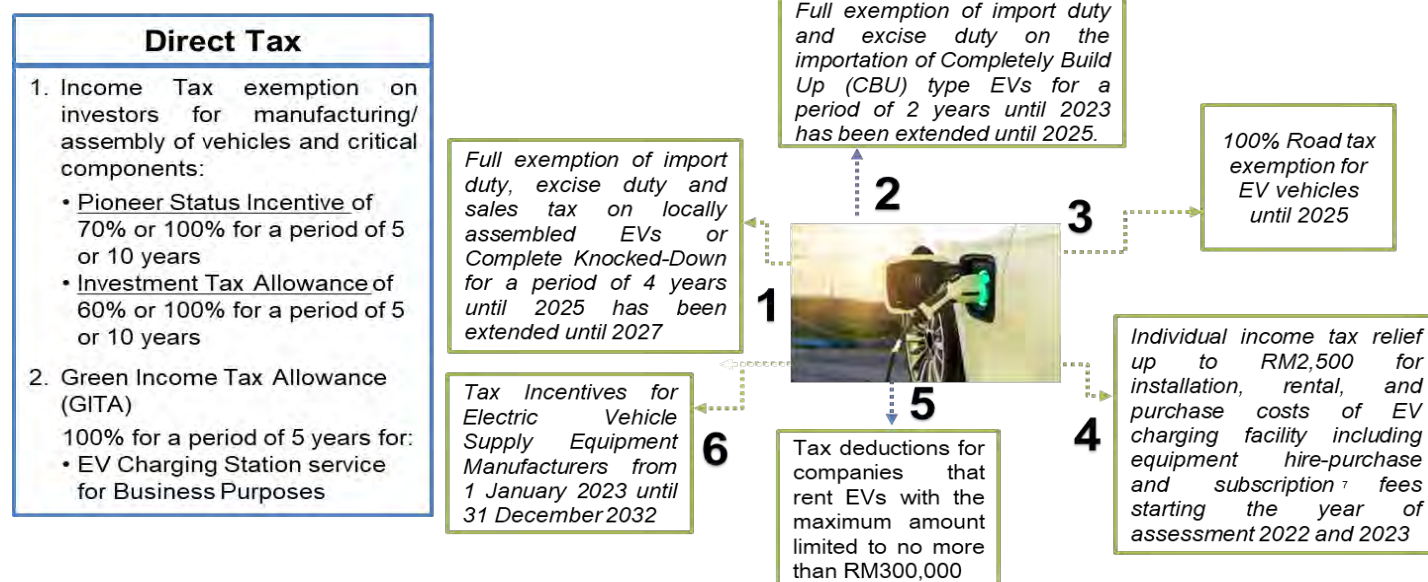 Direct Tax
1. Income Tax exemption on
investors for manufacturing/
assembly of vehicles and critical
components:
• Pioneer Status Incentive of
70% or 100% for a period of 5
or 10 years
• Investment Tax Allowance of
60% or 100% for a period of 5
or 10 years
2. Green Income Tax Allowance
(GITA)
100% for a period of 5 years for:
• EV Charging Station service
for Business Purposes
Full exemption of import
duty, excise duty and
sales tax on locally
assembled EVs or
Complete Knocked-Down
for a period of 4 years
until 2025 has been
extended until 2027
1
Full exemption of import duty
and excise duty on the
importation of Completely Build
Up (CBU) type EVs for a
period of 2 years until 2023
has been extended until 2025.
2
3
100% Road tax
exemption for
EV vehicles
until 2025
4
Individual income tax relief
up to RM2,500 for
installation, rental, and
purchase costs of EV
charging facility including
equipment hire-purchase
and subscription 7 fees
starting the year of
assessment 2022 and 2023
5
Tax deductions for
companies that
rent EVs with the
maximum amount
limited to no more
than RM300,000
6
Tax Incentives for
Electric Vehicle
Supply Equipment
Manufacturers from
1 January 2023 until
31 December 2032